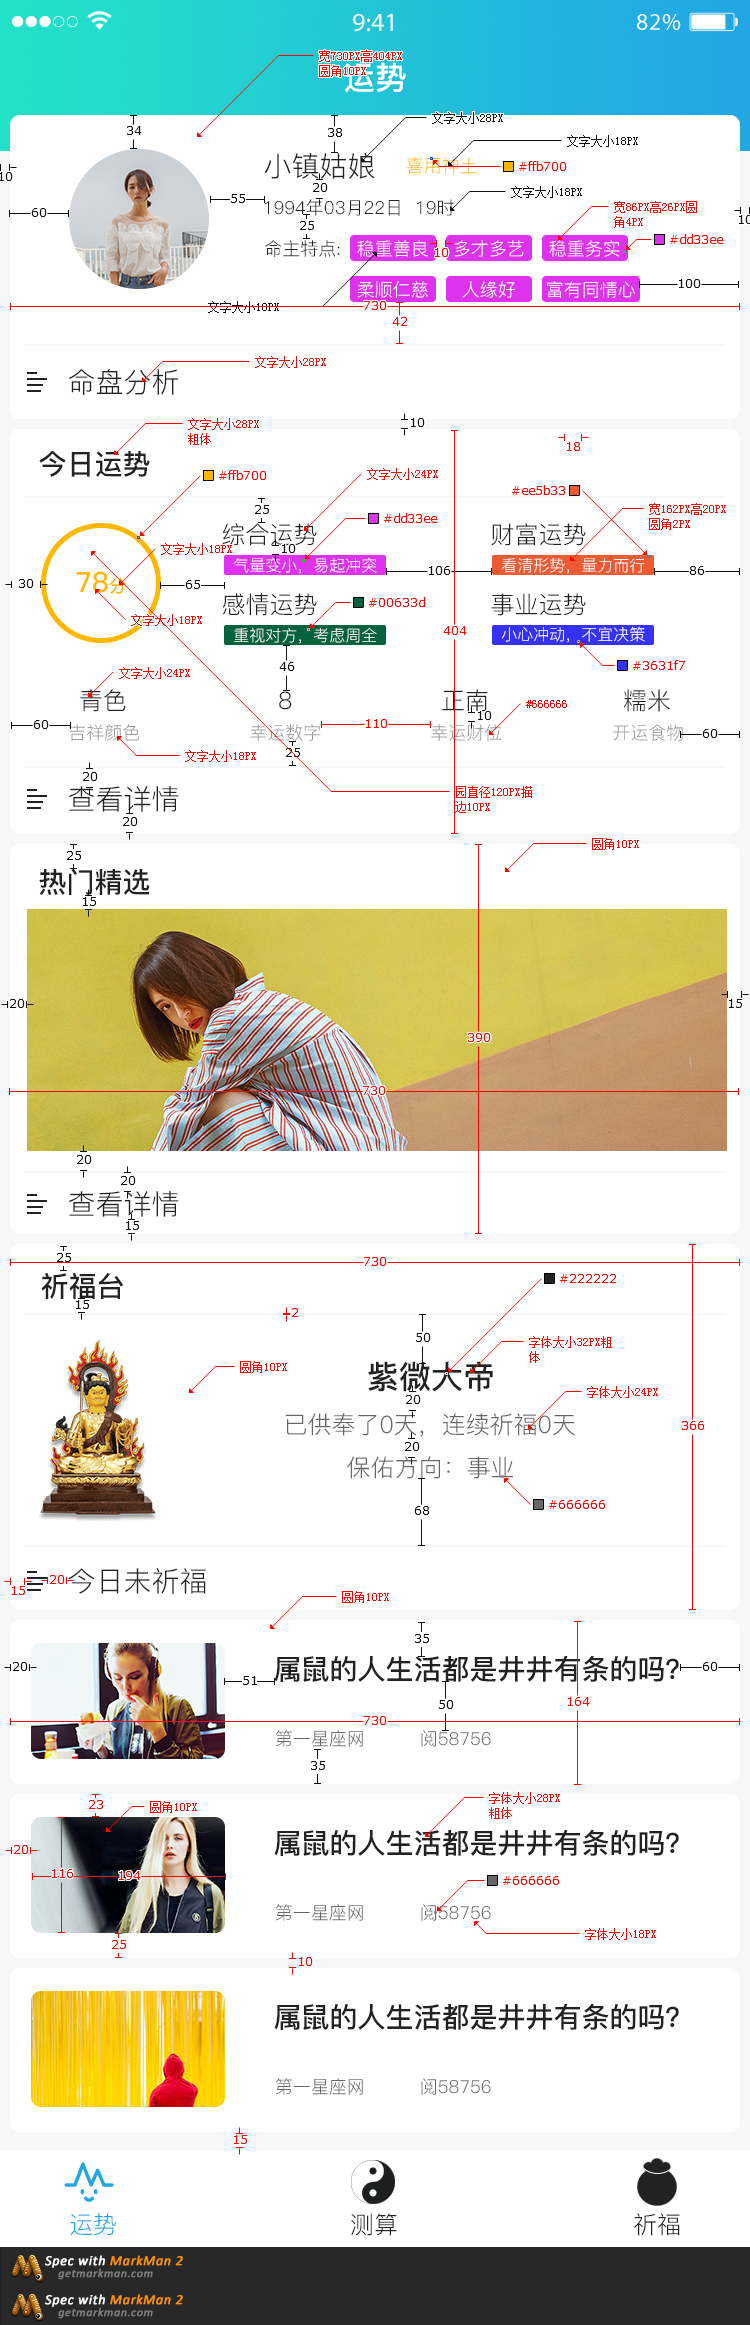 9:41
82%
宽730PX高404PX
圆角10PX
运势
文字大小28PX
34
38
文字大小18PX
小镇姑娘
喜用神土
#ffb700
10
20
55
60
文字大小18PX
1994年03月22日 19时
宽86PX高26PX圆
角4PX
10
25
命主特点:
稳重善良
10
多才多艺
稳重务实
#dd33ee
柔顺仁慈
人缘好
富有同情心
100
文字大小18PX
730
42
文字大小28PX
命盘分析
10
文字大小28PX
粗体
18
今日运势
#ffb700
文字大小24PX
#ee5b33
25
#dd33ee
宽162PX高20PX
圆角2PX
综合运势
财富运势
文字大小18PX
10
气量变小，易起冲突
看清形势，量力而行
30
78分
65
106
86
#00633d
感情运势
事业运势
文字大小18PX
重视对方，考虑周全
404
小心冲动，不宜决策
46
#3631f7
文字大小24PX
青色
8
正南
糯米
#666666
60
110
10
吉祥颜色
幸运数字
幸运财位
开运食物
60
25
文字大小18PX
20
查看详情
园直径120PX描
边10PX
20
圆角10PX
25
热门精选
15
20
15
390
730
20
20
查看详情
15
25
730
祈福台
#222222
15
2
50
字体大小32PX粗
体
圆角10PX
紫微大帝
20
字体大小24PX
已供奉了0天，连续祈福0天
366
20
保佑方向：事业
68
#666666
15
20
今日未祈福
圆角10PX
35
20
属鼠的人生活都是井井有条的吗?
60
51
50
164
730
第一星座网
阅58756
35
23
圆角10PX
字体大小28PX
粗体
20
属鼠的人生活都是井井有条的吗?
116
194
#666666
第一星座网
阅58756
25
字体大小18PX
10
属鼠的人生活都是井井有条的吗?
第一星座网
阅58756
15
运势
测算
祈福
Spec with MarkMan 2
getmarkman.com
Spec with MarkMan 2
getmarkman.com